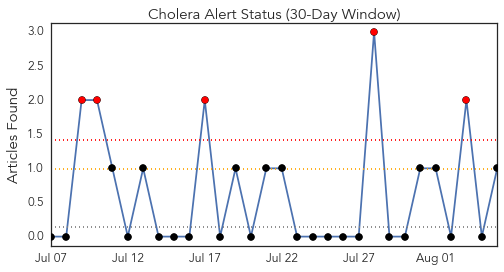 Cholera Alert Status (30-Day Window)
Articles Found
3.0
2.5
2.0
1.5
1.0
0.5
0.0
Jul 07 Jul 12 Jul 17 Jul 22 Jul 27 Aug 01